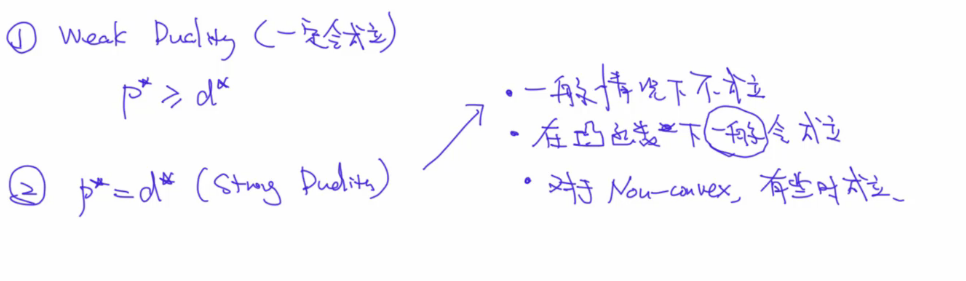 ① Weak Duality (一定会成立)
p* ≥ d*
② p* = d* (Strong Duality)
• 一般情况下不成立
• 在凸函数下一般会成立
• 对于 Non-convex, 有些时成立、